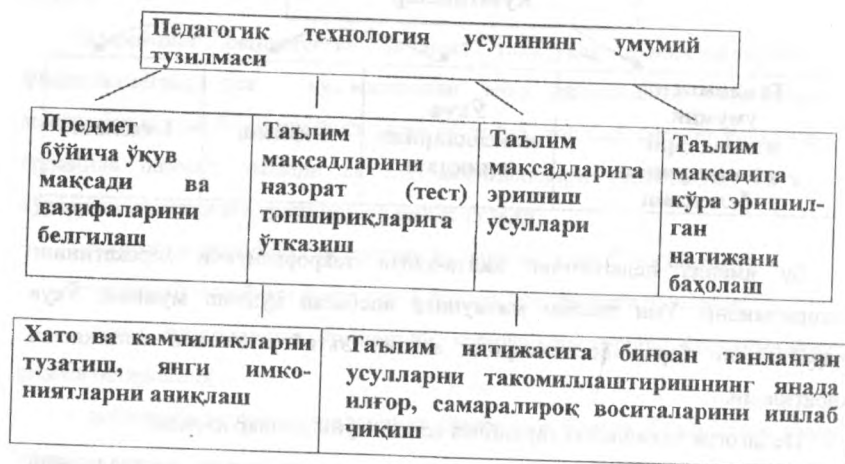 Педагогик технология усулининг умумий
тузилмаси
Предмет
бўйича ўқув
мақсади ва
вазифаларини
белгилаш
Таълим
мақсадларини
назорат (тест)
топшириқларига
ўтказиш
Таълим
мақсадларига
эришиш
усуллари
Таълим
мақсадига
кўра эришил-
ган
натижани
баҳолаш
Хато ва камчиликларни
тузатиш, янги имко-
ниятларни аниқлаш
Таълим натижасига биноан танланган
усулларни такомиллаштиришнинг янада
илғор, самаралироқ воситаларини ишлаб
чиқиш